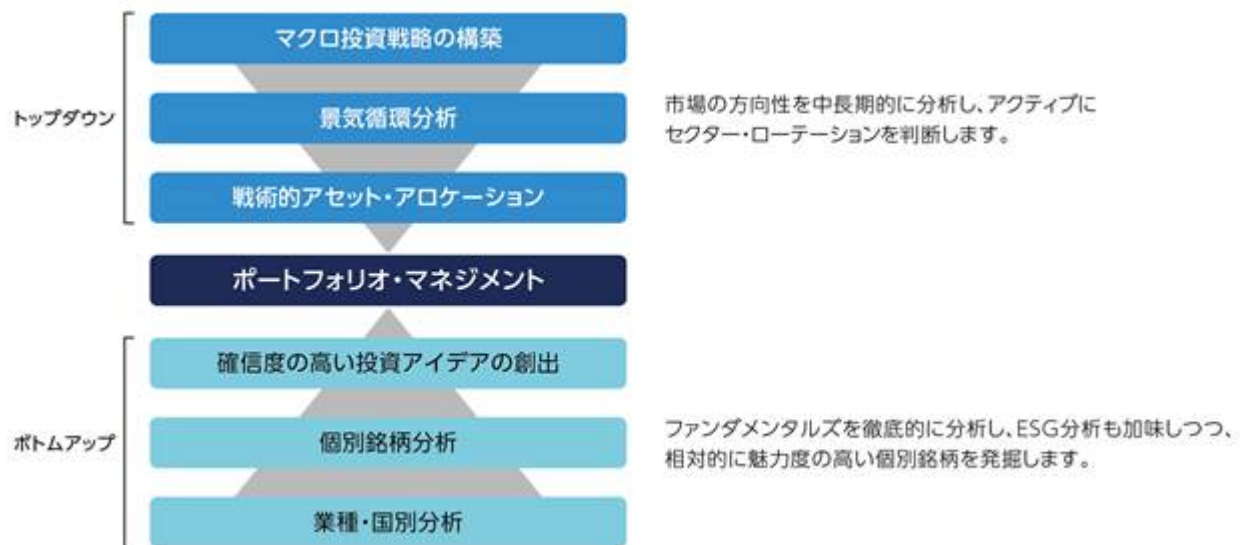 マクロ投資戦略の構築
トップダウン
景気循環分析
市場の方向性を中長期的に分析し、アクティブに
セクター・ローテーションを判断します。
戦術的アセット・アロケーション
ポートフォリオ・マネジメント
確信度の高い投資アイデアの創出
ボトムアップ
個別銘柄分析
ファンダメンタルズを徹底的に分析し、ESG分析も加味しつつ、
相対的に魅力度の高い個別銘柄を発掘します。
業種・国別分析